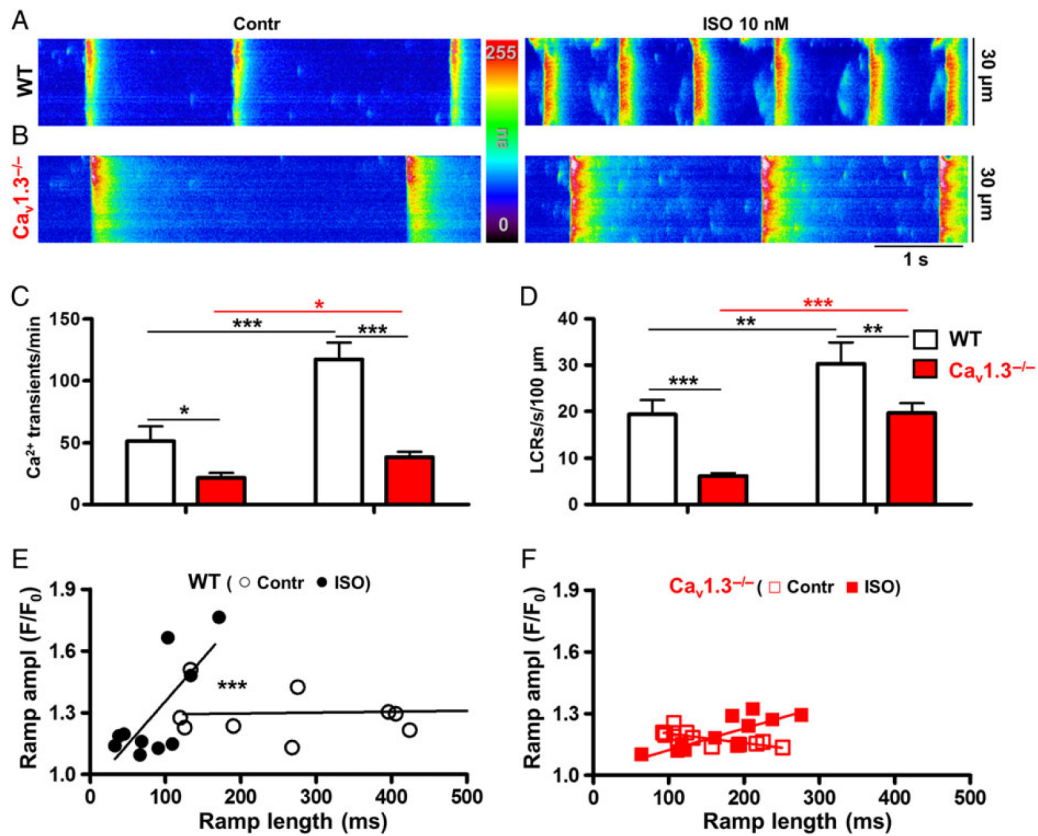 A
Contr
ISO 10 nM
WT
255
na
0
30 µm
B
Cav1.3−/−
30 µm
1 s
C
Ca2+ transients/min
150
100
50
0
*
***
***
*
D
LCRs/s/100 µm
40
30
20
10
0
***
**
**
***
WT
Cav1.3−/−
E
WT ( Contr ISO)
Ramp ampl (F/F0)
1.9
1.6
1.3
1.0
***
0 100 200 300 400 500
Ramp length (ms)
F
Cav1.3−/− ( Contr ISO)
Ramp ampl (F/F0)
1.9
1.6
1.3
1.0
0 100 200 300 400 500
Ramp length (ms)